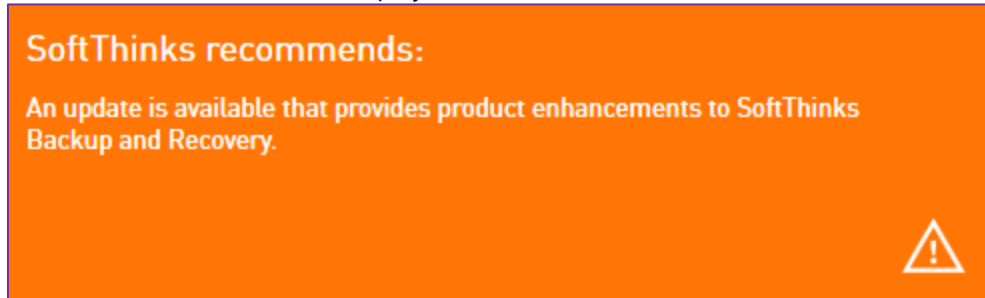 SoftThinks recommends:
An update is available that provides product enhancements to SoftThinks
Backup and Recovery.